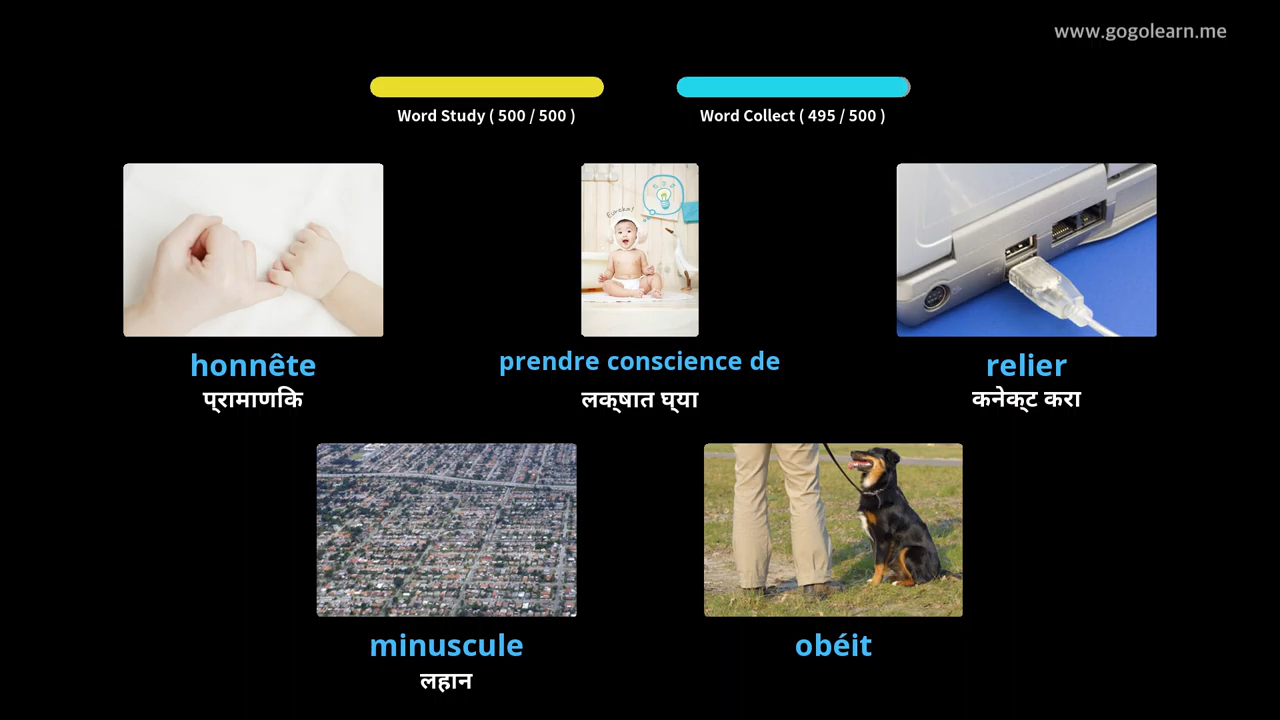 www.gogolearn.me
Word Study ( 500 / 500 )
Word Collect ( 495 / 500 )
Eureka!
honnête
prendre conscience de
relier
प्रामाणिक
लक्षात घ्या
कनेक्ट करा
minuscule
obéit
लहान